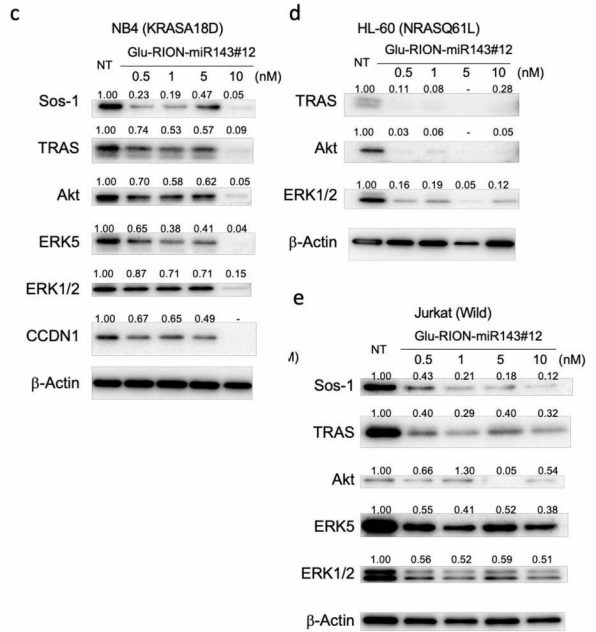 c
NB4 (KRASA18D)
Glu-RION-miR143#12
NT
0.5 1 5 10 (nM)
1.00 0.23 0.19 0.47 0.05
Sos-1
1.00 0.74 0.53 0.57 0.09
TRAS
1.00 0.70 0.58 0.62 0.05
Akt
1.00 0.65 0.38 0.41 0.04
ERK5
1.00 0.87 0.71 0.71 0.15
ERK1/2
1.00 0.67 0.65 0.49 -
CCDN1
β-Actin
d
HL-60 (NRASQ61L)
Glu-RION-miR143#12
NT
0.5 1 5 10 (nM)
1.00 0.11 0.08 - 0.28
TRAS
1.00 0.03 0.06 - 0.05
Akt
1.00 0.16 0.19 0.05 0.12
ERK1/2
β-Actin
e
Jurkat (Wild)
Glu-RION-miR143#12
M)
NT
0.5 1 5 10 (nM)
1.00 0.43 0.21 0.18 0.12
Sos-1
1.00 0.40 0.29 0.40 0.32
TRAS
1.00 0.66 1.30 0.05 0.54
Akt
1.00 0.55 0.41 0.52 0.38
ERK5
1.00 0.56 0.52 0.59 0.51
ERK1/2
β-Actin